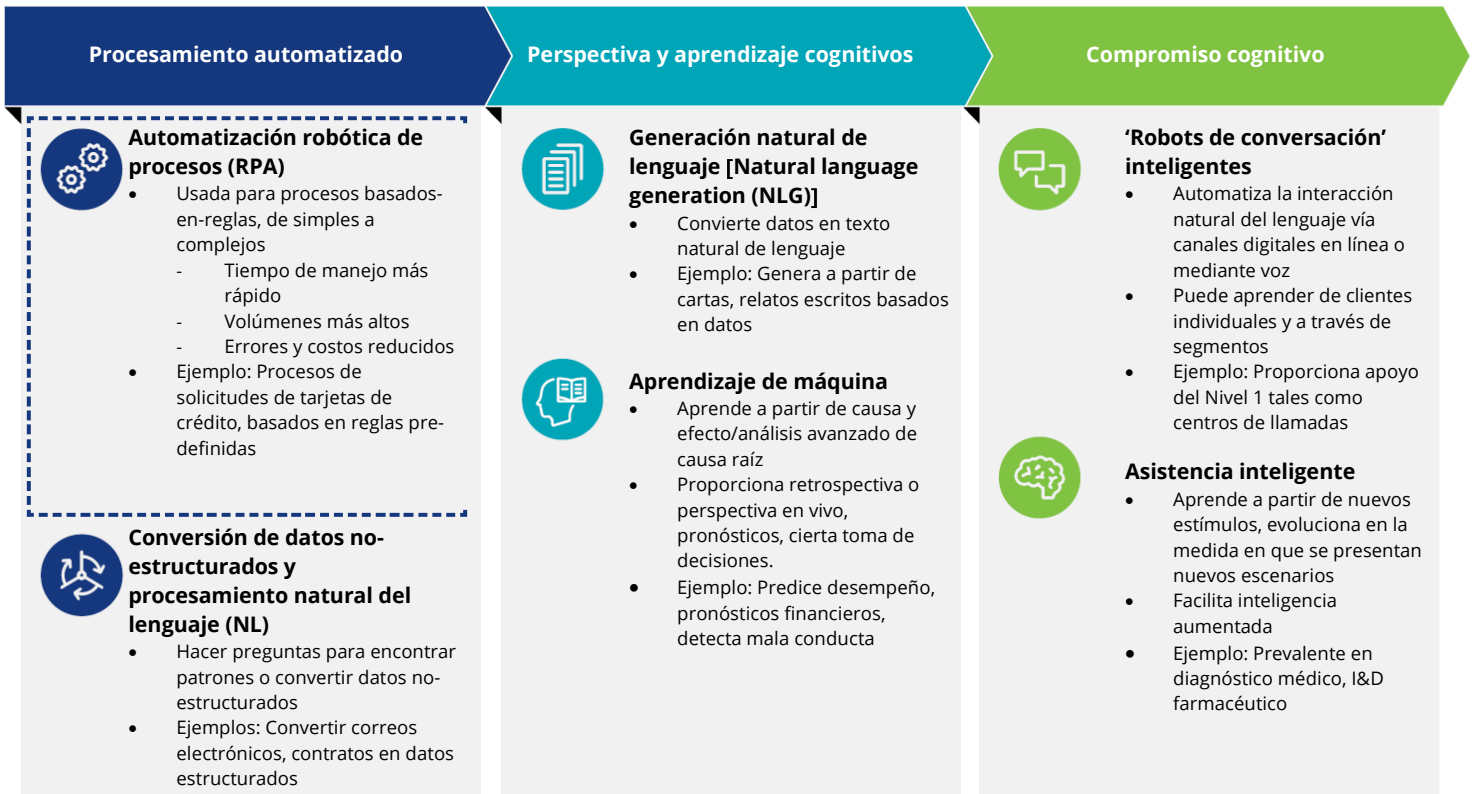 Procesamiento automatizado
Perspectiva y aprendizaje cognitivos
Compromiso cognitivo
Automatización robótica de
procesos (RPA)
• Usada para procesos basados-
en-reglas, de simples a
complejos
- Tiempo de manejo más
rápido
- Volúmenes más altos
- Errores y costos reducidos
• Ejemplo: Procesos de
solicitudes de tarjetas de
crédito, basados en reglas pre-
definidas
Conversión de datos no-
estructurados y
procesamiento natural del
lenguaje (NL)
• Hacer preguntas para encontrar
patrones o convertir datos no-
estructurados
• Ejemplos: Convertir correos
electrónicos, contratos en datos
estructurados
Generación natural de
lenguaje [Natural language
generation (NLG)]
• Convierte datos en texto
natural de lenguaje
• Ejemplo: Genera a partir de
cartas, relatos escritos basados
en datos
Aprendizaje de máquina
• Aprende a partir de causa y
efecto/análisis avanzado de
causa raíz
• Proporciona retrospectiva o
perspectiva en vivo,
pronósticos, cierta toma de
decisiones.
• Ejemplo: Predice desempeño,
pronósticos financieros,
detecta mala conducta
‘Robots de conversación’
inteligentes
• Automatiza la interacción
natural del lenguaje vía
canales digitales en línea o
mediante voz
• Puede aprender de clientes
individuales y a través de
segmentos
• Ejemplo: Proporciona apoyo
del Nivel 1 tales como
centros de llamadas
Asistencia inteligente
• Aprende a partir de nuevos
estímulos, evoluciona en la
medida en que se presentan
nuevos escenarios
• Facilita inteligencia
aumentada
• Ejemplo: Prevalente en
diagnóstico médico, I&D
farmacéutico